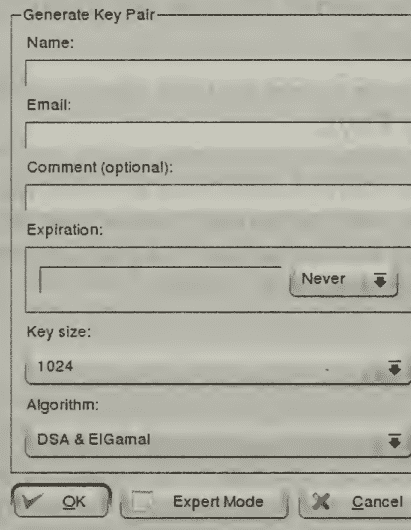 Generate Key Pair
Name:
Email:
Comment (optional):
Expiration:
Never
Key size:
1024
Algorithm:
DSA & ElGamal
OK
Expert Mode
Cancel